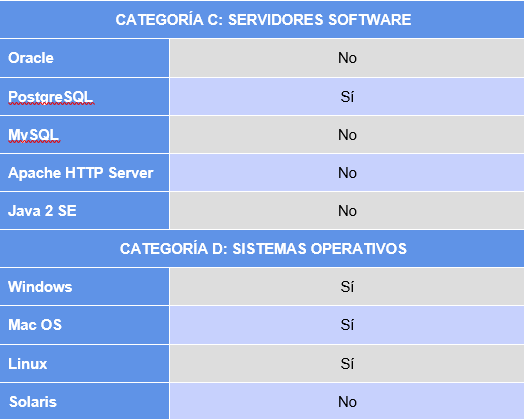 CATEGORÍA C: SERVIDORES SOFTWARE
Oracle No
PostgreSQL Sí
MySQL No
Apache HTTP Server No
Java 2 SE No
CATEGORÍA D: SISTEMAS OPERATIVOS
Windows Sí
Mac OS Sí
Linux Sí
Solaris No